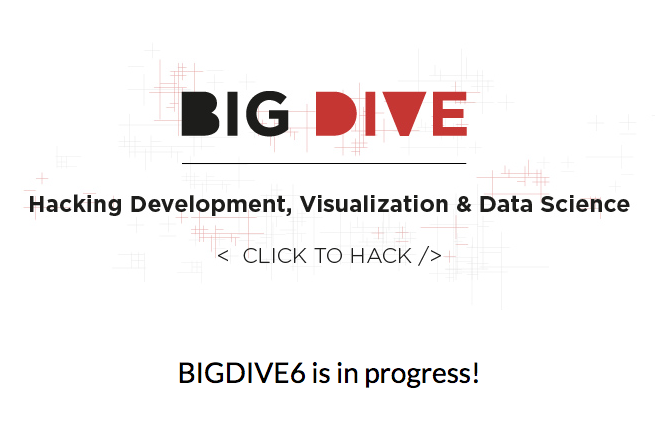 BIG DIVE
Hacking Development, Visualization & Data Science
< CLICK TO HACK />
BIGDIVE6 is in progress!